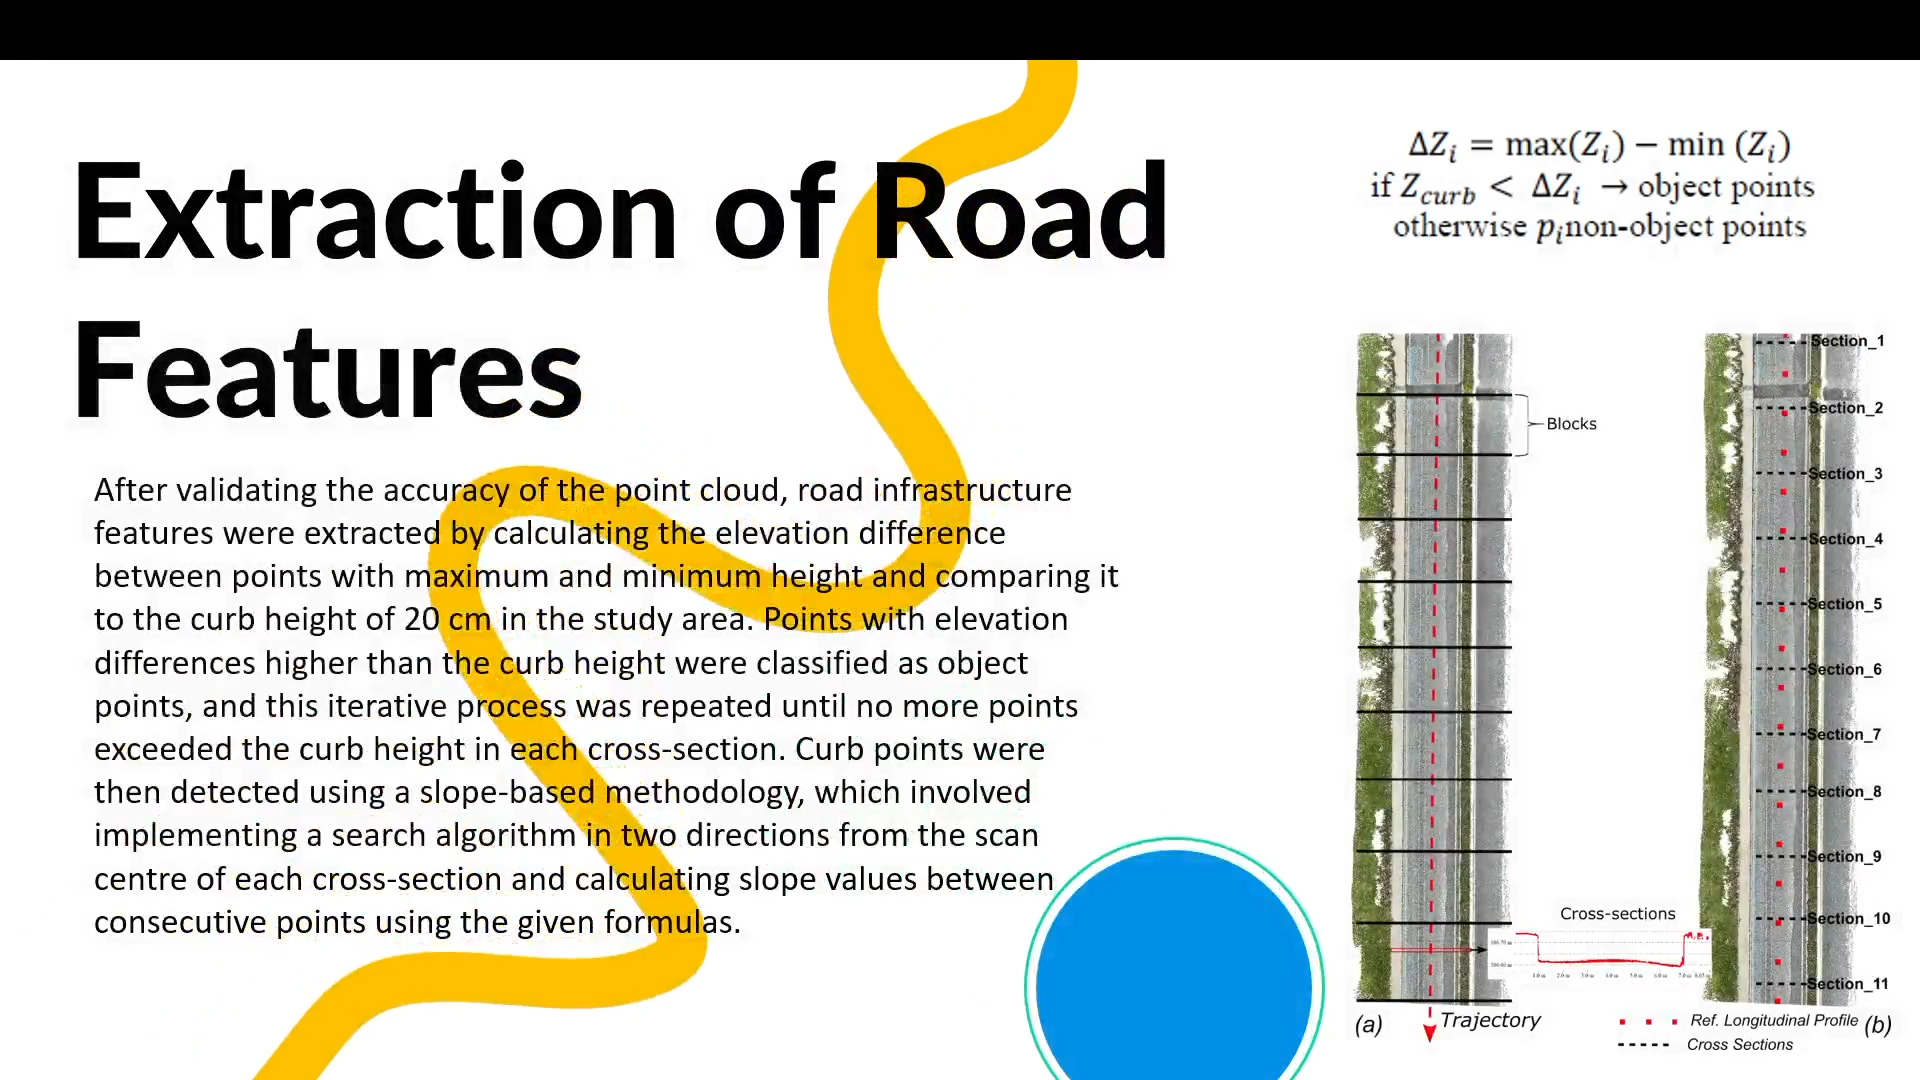 Extraction of Road
Features
After validating the accuracy of the point cloud, road infrastructure
features were extracted by calculating the elevation difference
between points with maximum and minimum height and comparing it
to the curb height of 20 cm in the study area. Points with elevation
differences higher than the curb height were classified as object
points, and this iterative process was repeated until no more points
exceeded the curb height in each cross-section. Curb points were
then detected using a slope-based methodology, which involved
implementing a search algorithm in two directions from the scan
centre of each cross-section and calculating slope values between
consecutive points using the given formulas.
ΔZᵢ = max(Zᵢ) − min (Zᵢ)
if Z_curb < ΔZᵢ → object points
otherwise pᵢnon-object points
Blocks
Cross-sections
Trajectory
(a)
Section_1
Section_2
Section_3
Section_4
Section_5
Section_6
Section_7
Section_8
Section_9
Section_10
Section_11
Ref. Longitudinal Profile
Cross Sections
(b)